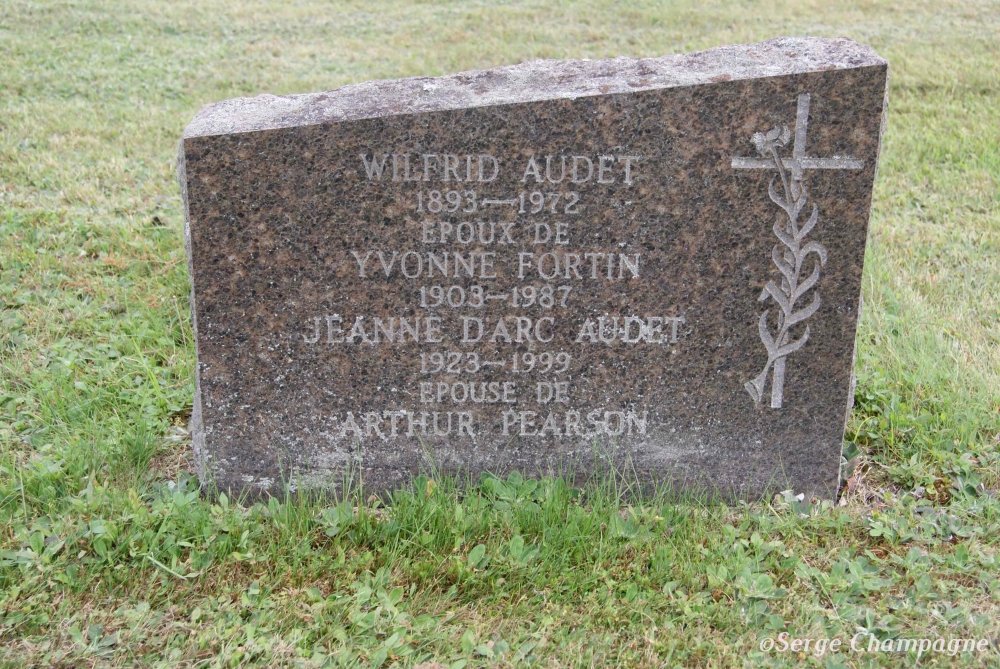 WILFRID AUDET
1893—1972
EPOUX DE
YVONNE FORTIN
1903—1987
JEANNE D'ARC AUDET
1923—1999
EPOUSE DE
ARTHUR PEARSON
©Serge Champagne